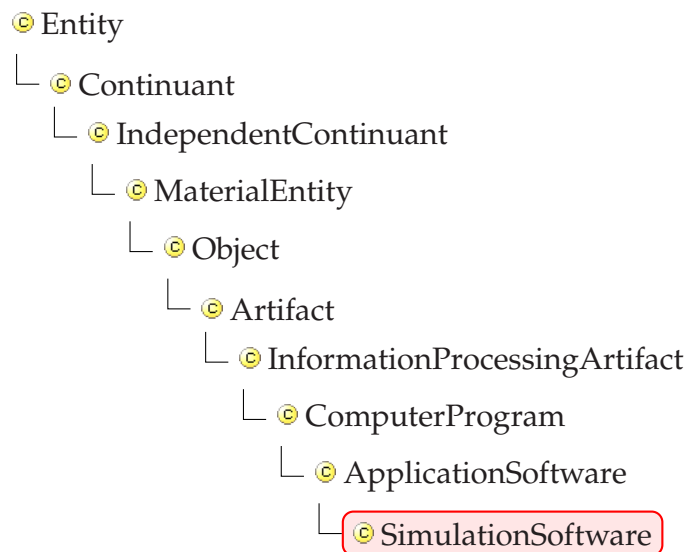 Entity
Continuant
IndependentContinuant
MaterialEntity
Object
Artifact
InformationProcessingArtifact
ComputerProgram
ApplicationSoftware
SimulationSoftware